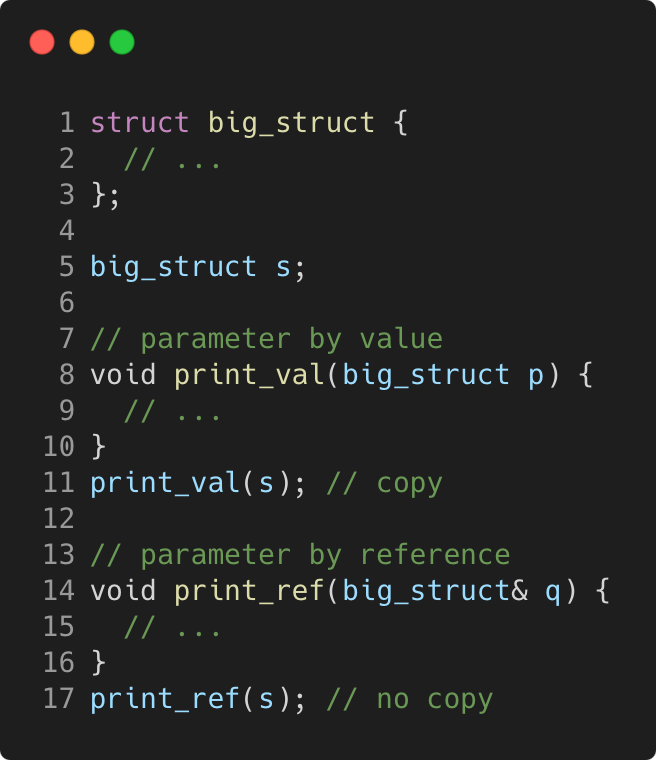 1 struct big_struct {
2   // ...
3 };
4
5 big_struct s;
6
7 // parameter by value
8 void print_val(big_struct p) {
9   // ...
10 }
11 print_val(s); // copy
12
13 // parameter by reference
14 void print_ref(big_struct& q) {
15   // ...
16 }
17 print_ref(s); // no copy